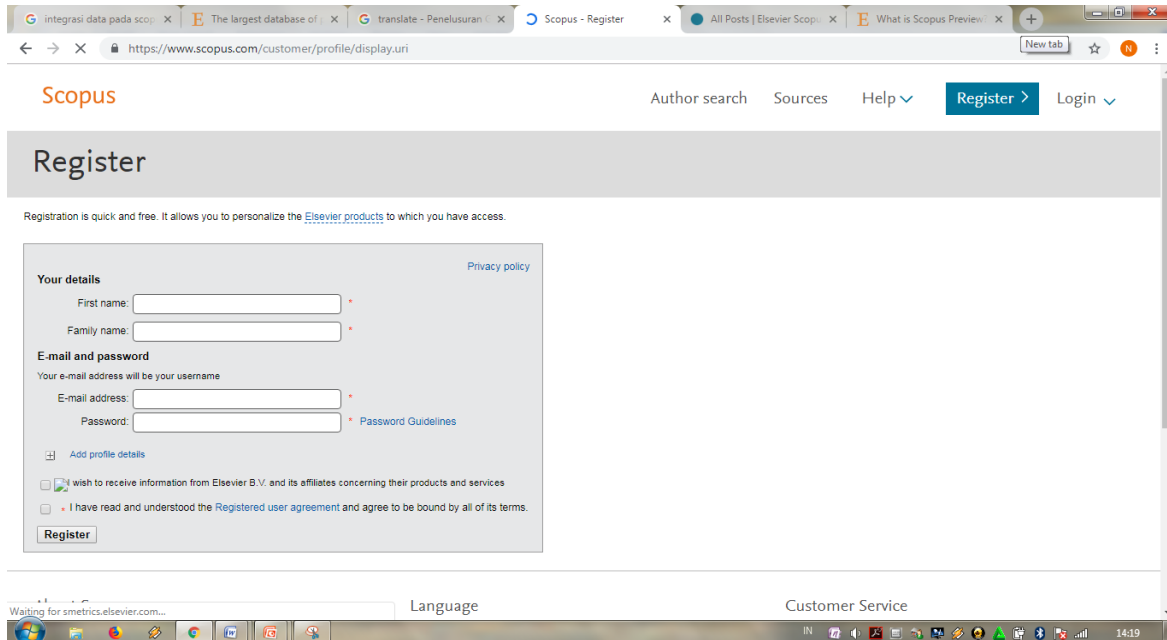 integrasi data pada scop
The largest database of
translate - Penelusuran
Scopus - Register
All Posts | Elsevier Scopu
What is Scopus Preview
https://www.scopus.com/customer/profile/display.uri
New tab
N
Scopus
Author search Sources Help Register > Login
Register
Registration is quick and free. It allows you to personalize the Elsevier products to which you have access.
Privacy policy
Your details
First name: *
Family name: *
E-mail and password
Your e-mail address will be your username
E-mail address: *
Password: * Password Guidelines
Add profile details
I wish to receive information from Elsevier B.V. and its affiliates concerning their products and services
* I have read and understood the Registered user agreement and agree to be bound by all of its terms.
Register
Language Customer Service
Waiting for smetrics.elsevier.com...
IN 14:19